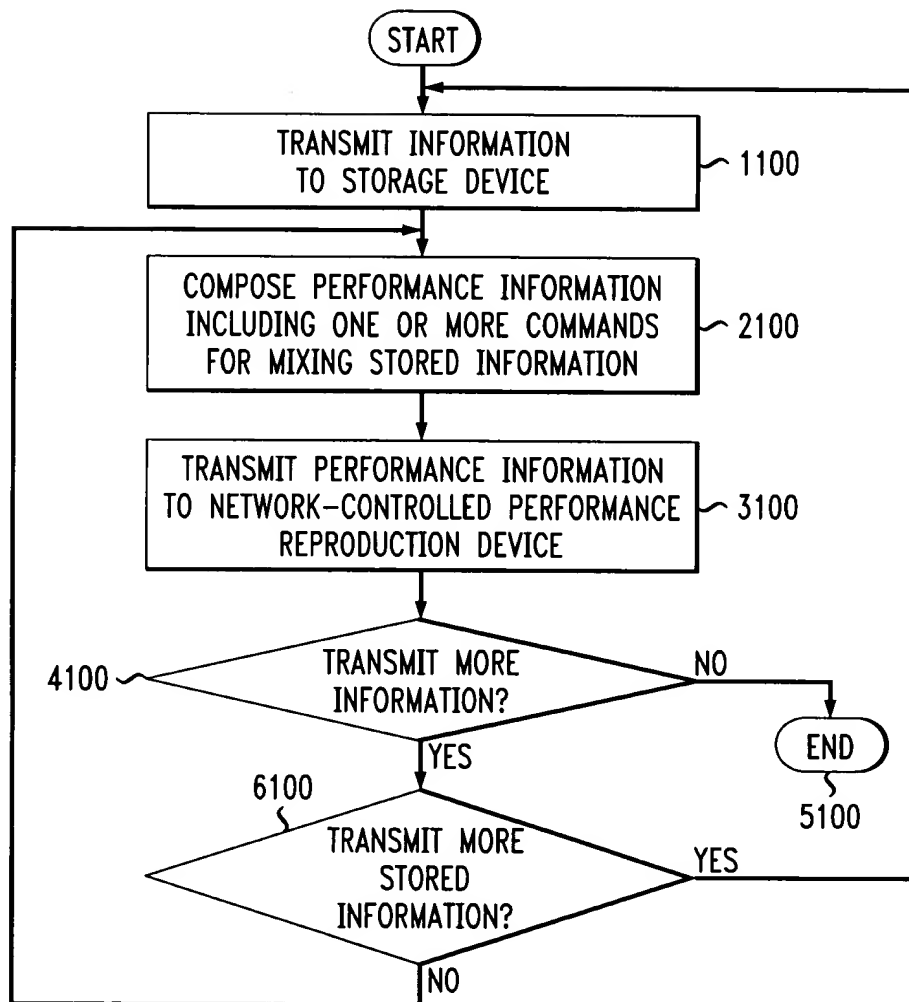 START
TRANSMIT INFORMATION
TO STORAGE DEVICE
1100
COMPOSE PERFORMANCE INFORMATION
INCLUDING ONE OR MORE COMMANDS
FOR MIXING STORED INFORMATION
2100
TRANSMIT PERFORMANCE INFORMATION
TO NETWORK-CONTROLLED PERFORMANCE
REPRODUCTION DEVICE
3100
4100
TRANSMIT MORE
INFORMATION?
NO
END
5100
YES
6100
TRANSMIT MORE
STORED
INFORMATION?
YES
NO